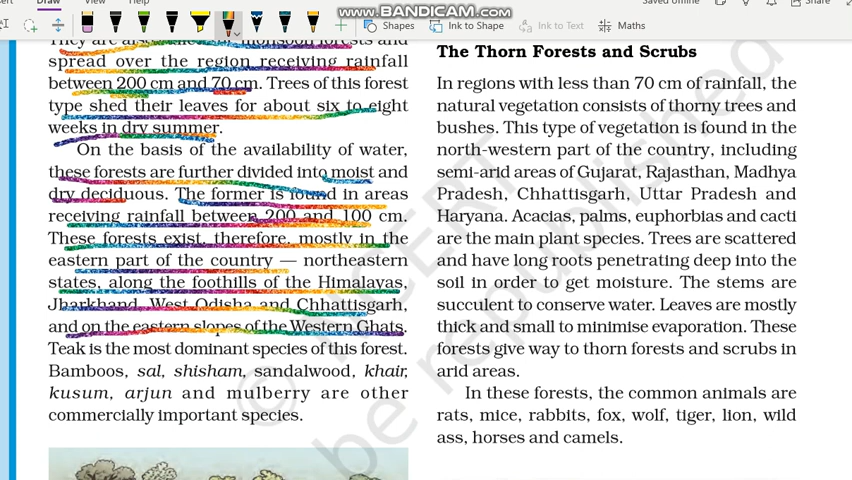 www.BANDICAM.com
Insert Draw View Saved offline
Shapes Ink to Shape Ink to Text Maths
They are also called monsoon forests and
spread over the region receiving rainfall
between 200 cm and 70 cm. Trees of this forest
type shed their leaves for about six to eight
weeks in dry summer.
On the basis of the availability of water,
these forests are further divided into moist and
dry deciduous. The former is found in areas
receiving rainfall between 200 and 100 cm.
These forests exist, therefore, mostly in the
eastern part of the country — northeastern
states, along the foothills of the Himalayas,
Jharkhand, West Odisha and Chhattisgarh,
and on the eastern slopes of the Western Ghats.
Teak is the most dominant species of this forest.
Bamboos, sal, shisham, sandalwood, khair,
kusum, arjun and mulberry are other
commercially important species.
The Thorn Forests and Scrubs
In regions with less than 70 cm of rainfall, the
natural vegetation consists of thorny trees and
bushes. This type of vegetation is found in the
north-western part of the country, including
semi-arid areas of Gujarat, Rajasthan, Madhya
Pradesh, Chhattisgarh, Uttar Pradesh and
Haryana. Acacias, palms, euphorbias and cacti
are the main plant species. Trees are scattered
and have long roots penetrating deep into the
soil in order to get moisture. The stems are
succulent to conserve water. Leaves are mostly
thick and small to minimise evaporation. These
forests give way to thorn forests and scrubs in
arid areas.
In these forests, the common animals are
rats, mice, rabbits, fox, wolf, tiger, lion, wild
ass, horses and camels.
© NCERT
be republished